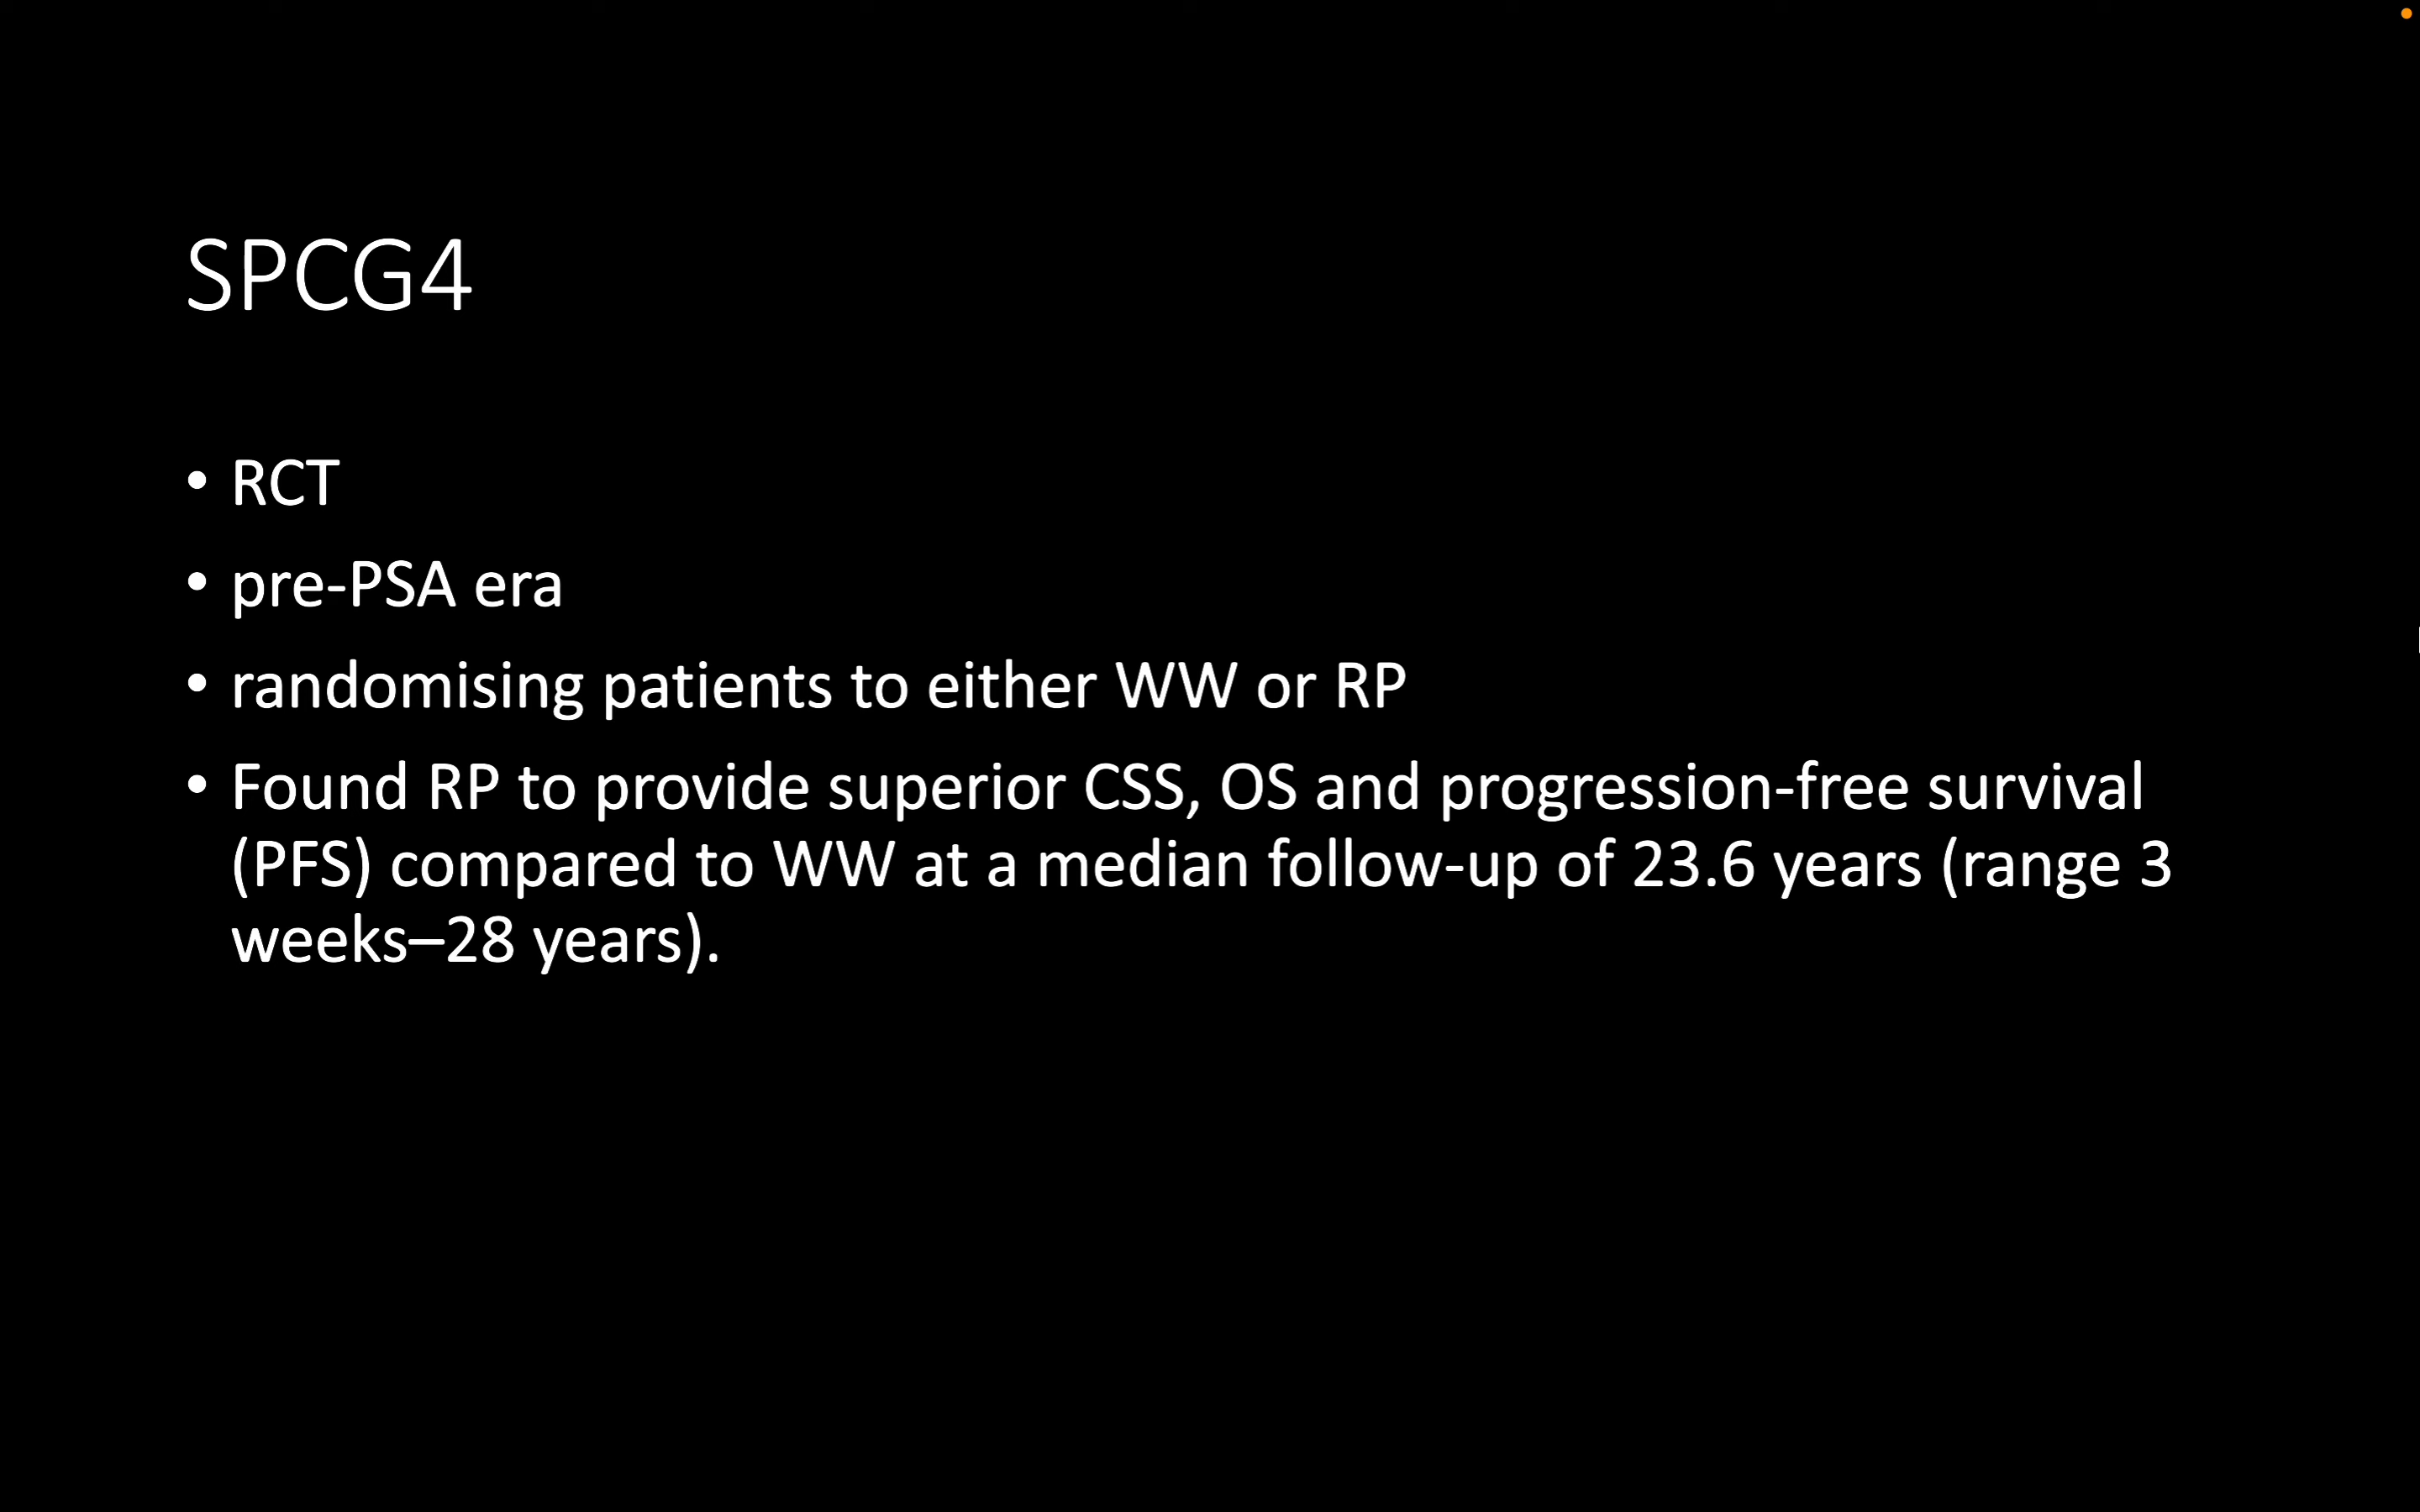 SPCG4
• RCT
• pre-PSA era
• randomising patients to either WW or RP
• Found RP to provide superior CSS, OS and progression-free survival
(PFS) compared to WW at a median follow-up of 23.6 years (range 3
weeks–28 years).